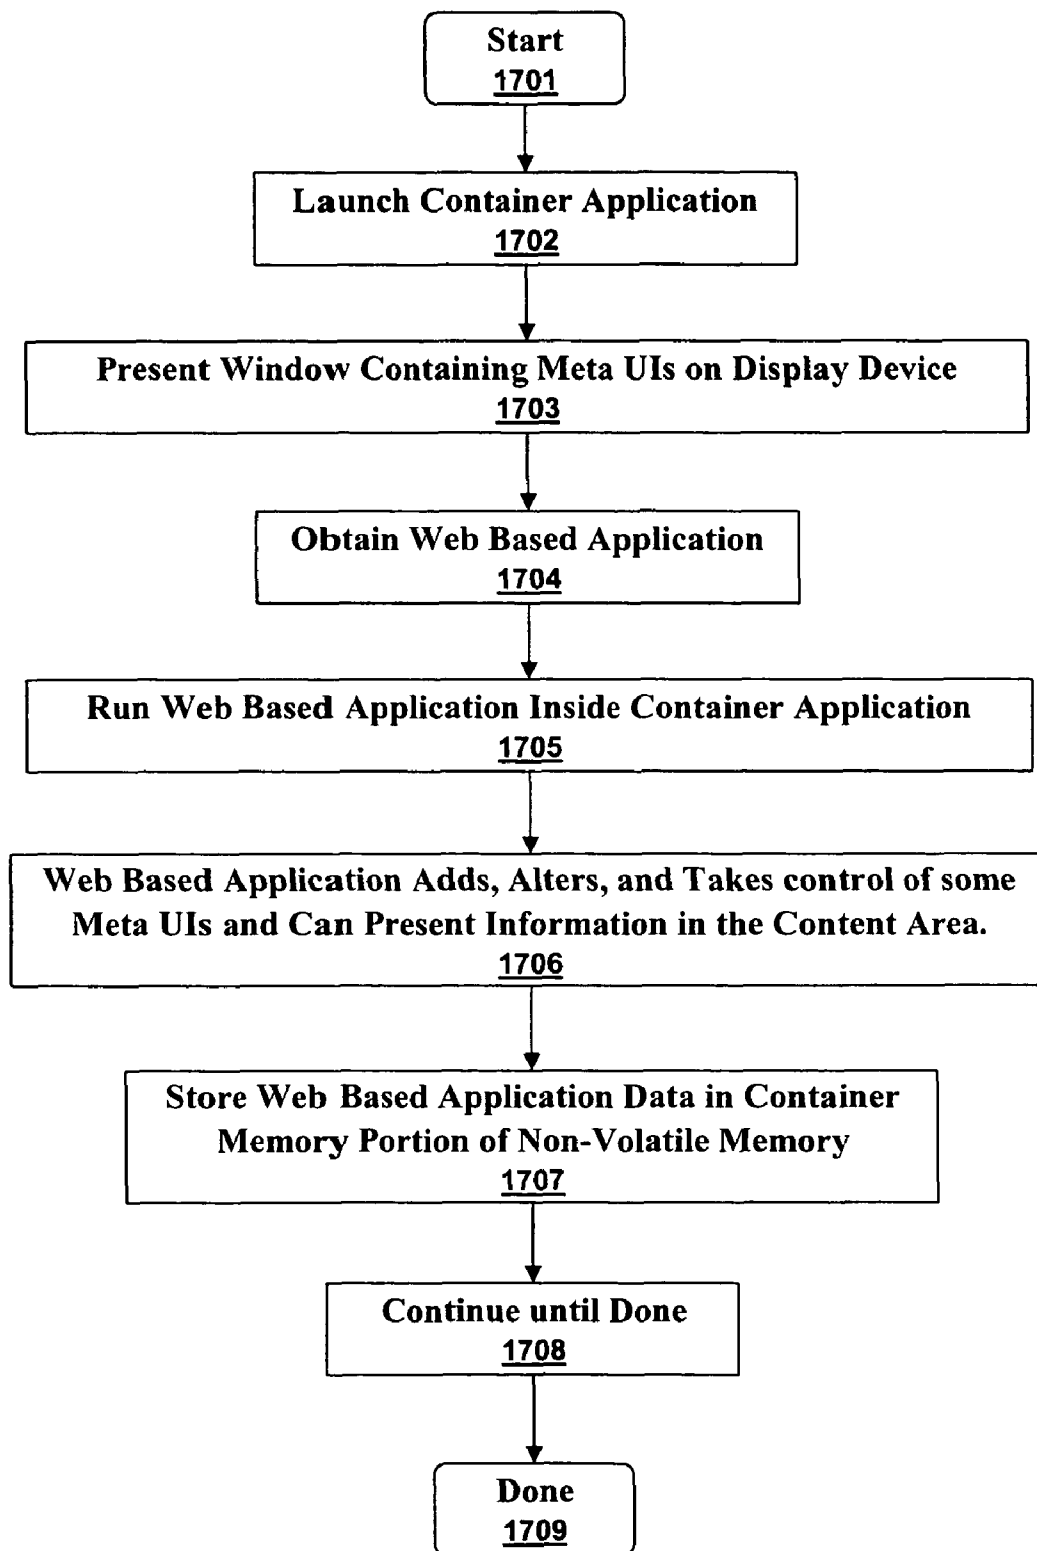 Start
1701
Launch Container Application
1702
Present Window Containing Meta UIs on Display Device
1703
Obtain Web Based Application
1704
Run Web Based Application Inside Container Application
1705
Web Based Application Adds, Alters, and Takes control of some
Meta UIs and Can Present Information in the Content Area.
1706
Store Web Based Application Data in Container
Memory Portion of Non-Volatile Memory
1707
Continue until Done
1708
Done
1709